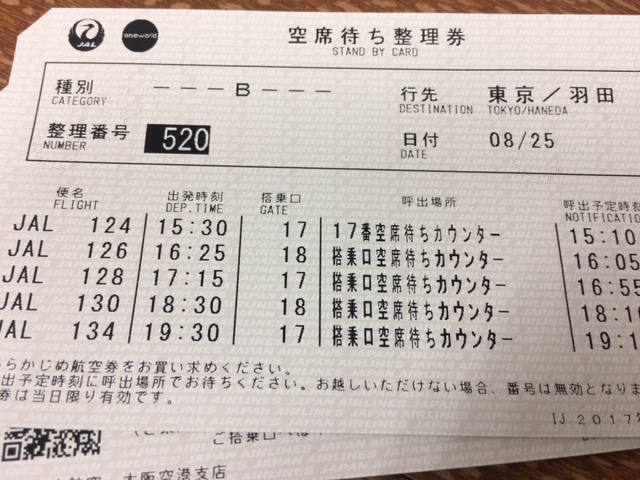 JAL
oneworld
空席待ち整理券
STAND BY CARD
種別 ---B---
CATEGORY
行先 東京/羽田
DESTINATION TOKYO/HANEDA
整理番号 520
NUMBER
日付 08/25
DATE
便名 出発時刻 搭乗口 呼出場所 呼出予定時刻
FLIGHT DEP.TIME GATE NOTIFICATION
JAL 124 15:30 17 17番空席待ちカウンター 15:10
JAL 126 16:25 18 搭乗口空席待ちカウンター 16:05
JAL 128 17:15 17 搭乗口空席待ちカウンター 16:55
JAL 130 18:30 18 搭乗口空席待ちカウンター 18:10
JAL 134 19:30 17 搭乗口空席待ちカウンター 19:1
らかじめ航空券をお買い求めください。
出予定時刻に呼出場所でお待ちください。お越しいただけない場合、番号は無効となりま
券は当日限り有効です。
IJ 2017
ご搭乗口へは
大阪空港支店